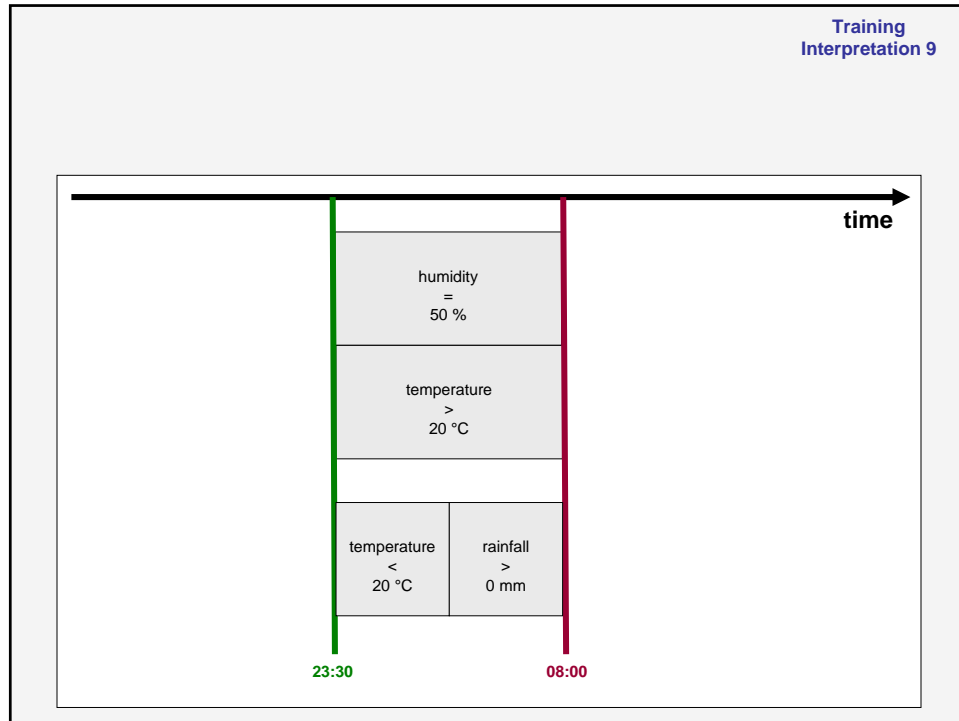 Training
Interpretation 9
time
humidity
=
50 %
temperature
>
20 °C
temperature
<
20 °C
rainfall
>
0 mm
23:30
08:00